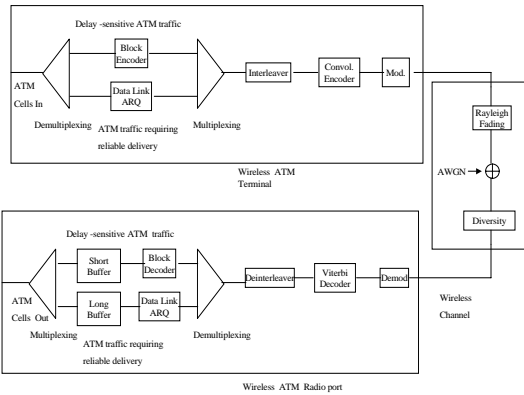 Delay -sensitive ATM traffic
Block
Encoder
Interleaver
Convol.
Encoder
Mod.
ATM
Cells In
Data Link
ARQ
Demultiplexing
ATM traffic requiring
reliable delivery
Multiplexing
Wireless ATM
Terminal
Rayleigh
Fading
AWGN
Diversity
Wireless
Channel
Delay -sensitive ATM traffic
Short
Buffer
Block
Decoder
Deinterleaver
Viterbi
Decoder
Demod
ATM
Cells Out
Long
Buffer
Data Link
ARQ
Multiplexing
ATM traffic requiring
reliable delivery
Demultiplexing
Wireless ATM Radio port